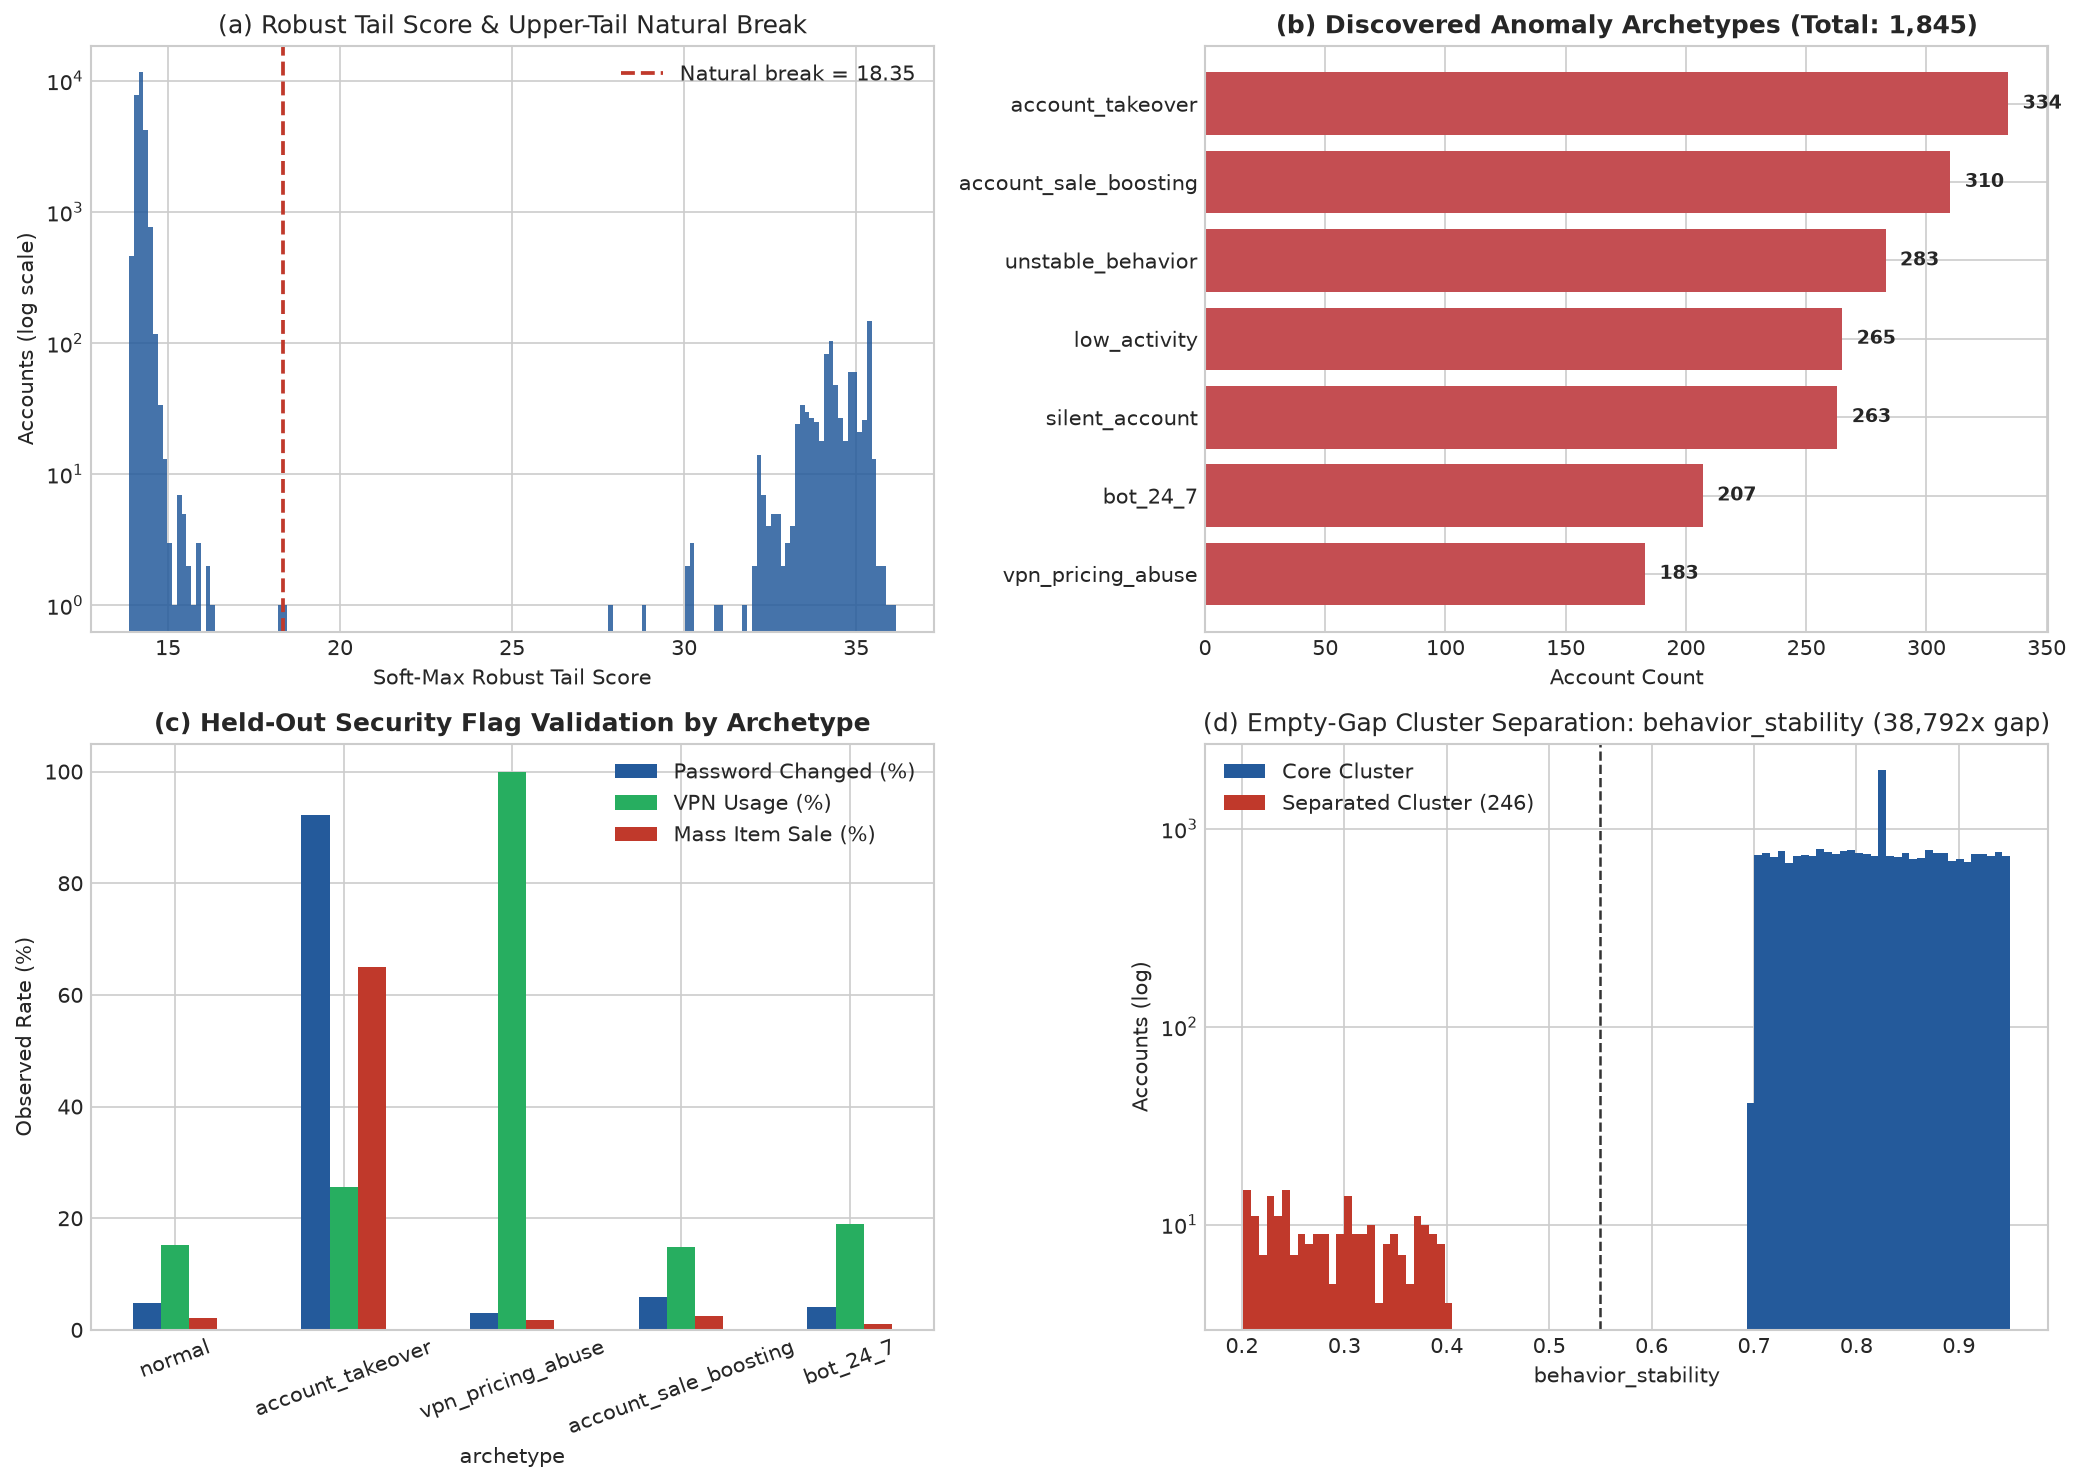 (a) Robust Tail Score & Upper-Tail Natural Break
Natural break = 18.35
Accounts (log scale)
10⁴
10³
10²
10¹
10⁰
15 20 25 30 35
Soft-Max Robust Tail Score
(b) Discovered Anomaly Archetypes (Total: 1,845)
account_takeover 334
account_sale_boosting 310
unstable_behavior 283
low_activity 265
silent_account 263
bot_24_7 207
vpn_pricing_abuse 183
0 50 100 150 200 250 300 350
Account Count
(c) Held-Out Security Flag Validation by Archetype
Password Changed (%)
VPN Usage (%)
Mass Item Sale (%)
Observed Rate (%)
100
80
60
40
20
0
normal
account_takeover
vpn_pricing_abuse
account_sale_boosting
bot_24_7
archetype
(d) Empty-Gap Cluster Separation: behavior_stability (38,792x gap)
Core Cluster
Separated Cluster (246)
Accounts (log)
10³
10²
10¹
0.2 0.3 0.4 0.5 0.6 0.7 0.8 0.9
behavior_stability